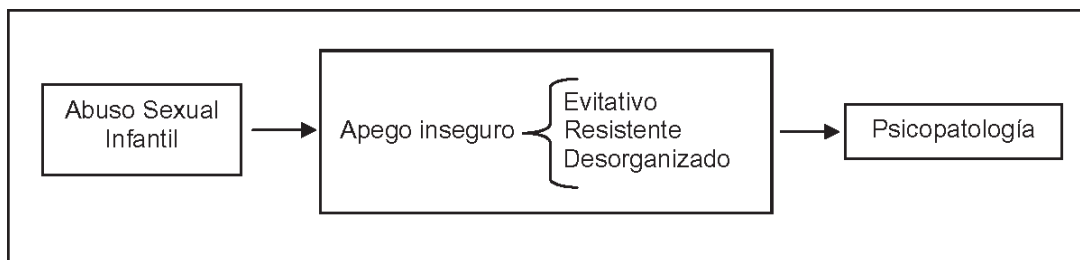 Abuso Sexual
Infantil
Apego inseguro
Evitativo
Resistente
Desorganizado
Psicopatología